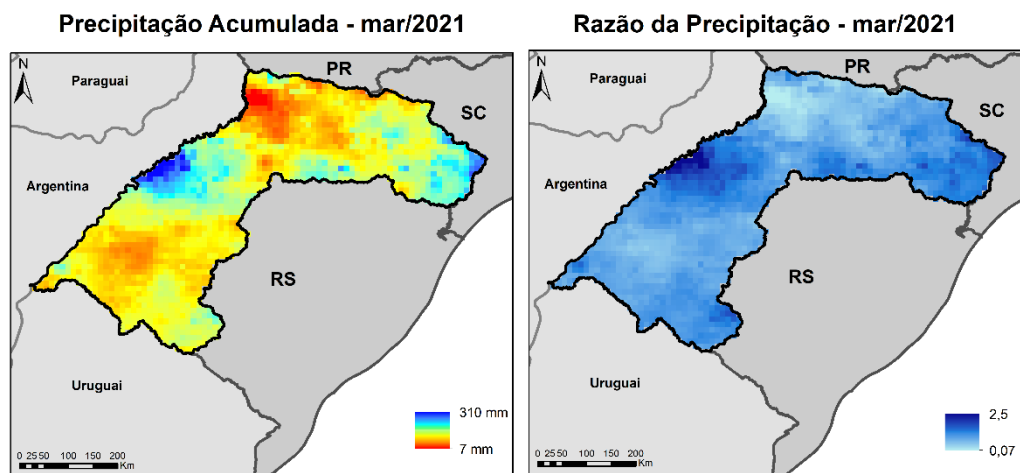 Precipitação Acumulada - mar/2021
N
Paraguai
PR
SC
Argentina
RS
Uruguai
310 mm
7 mm
0 25 50 100 150 200
Km
Razão da Precipitação - mar/2021
N
Paraguai
PR
SC
Argentina
RS
Uruguai
2,5
0,07
0 25 50 100 150 200
Km